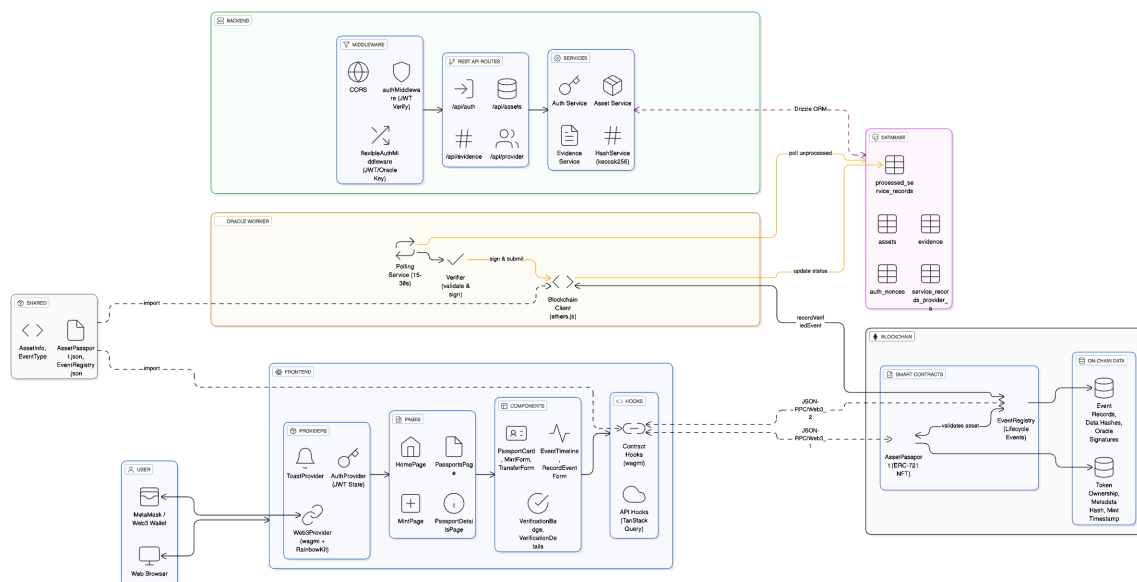 BACKEND
MIDDLEWARE
CORS
authMiddlewa
re (JWT
Verify)
flexibleAuthMi
ddleware
(JWT/Oracle
Key)
REST API ROUTES
/api/auth
/api/assets
/api/evidence
/api/provider
SERVICES
Auth Service
Asset Service
Evidence
Service
HashService
(keccak256)
Drizzle ORM
DATABASE
poll unprocessed
processed_se
rvice_records
assets
evidence
auth_nonces
service_recor
ds_provider_
a
ORACLE WORKER
Polling
Service (15-
30s)
Verifier
(validate &
sign)
sign & submit
Blockchain
Client
(ethers.js)
update status
recordVerif
iedEvent
SHARED
AssetInfo,
EventType
AssetPasspo
rt.json,
EventRegistry
.json
import
import
FRONTEND
PROVIDERS
ToastProvider
AuthProvider
(JWT State)
Web3Provider
(wagmi +
RainbowKit)
PAGES
HomePage
PassportsPag
e
MintPage
PassportDeta
ilsPage
COMPONENTS
PassportCard
, MintForm,
TransferForm
EventTimeline
, RecordEvent
Form
VerificationBa
dge,
VerificationDe
tails
HOOKS
Contract
Hooks
(wagmi)
API Hooks
(TanStack
Query)
USER
MetaMask /
Web3 Wallet
Web Browser
JSON-
RPC/Web3_
2
JSON-
RPC/Web3_
1
BLOCKCHAIN
SMART CONTRACTS
validates asset
EventRegistry
(Lifecycle
Events)
AssetPasspor
t (ERC-721
NFT)
ON-CHAIN DATA
Event
Records,
Data Hashes,
Oracle
Signatures
Token
Ownership,
Metadata
Hash, Mint
Timestamp